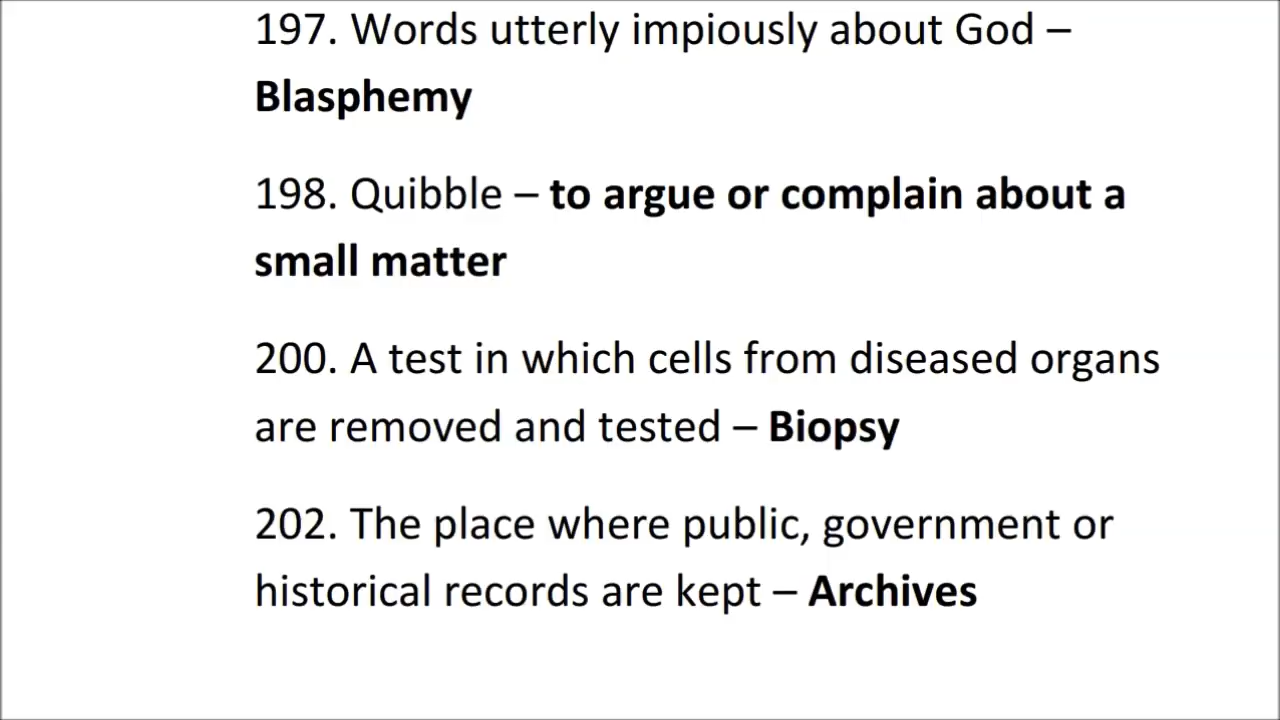 197. Words utterly impiously about God –
Blasphemy
198. Quibble – to argue or complain about a
small matter
200. A test in which cells from diseased organs
are removed and tested – Biopsy
202. The place where public, government or
historical records are kept – Archives